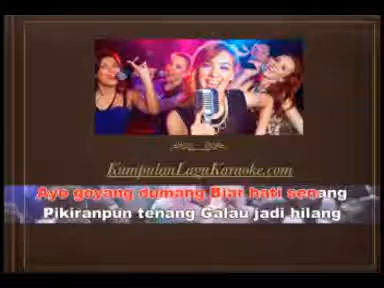 KumpulanLaguKaraoke.com
Ayo goyang dumang Biar hati senang
Pikiranpun tenang Galau jadi hilang